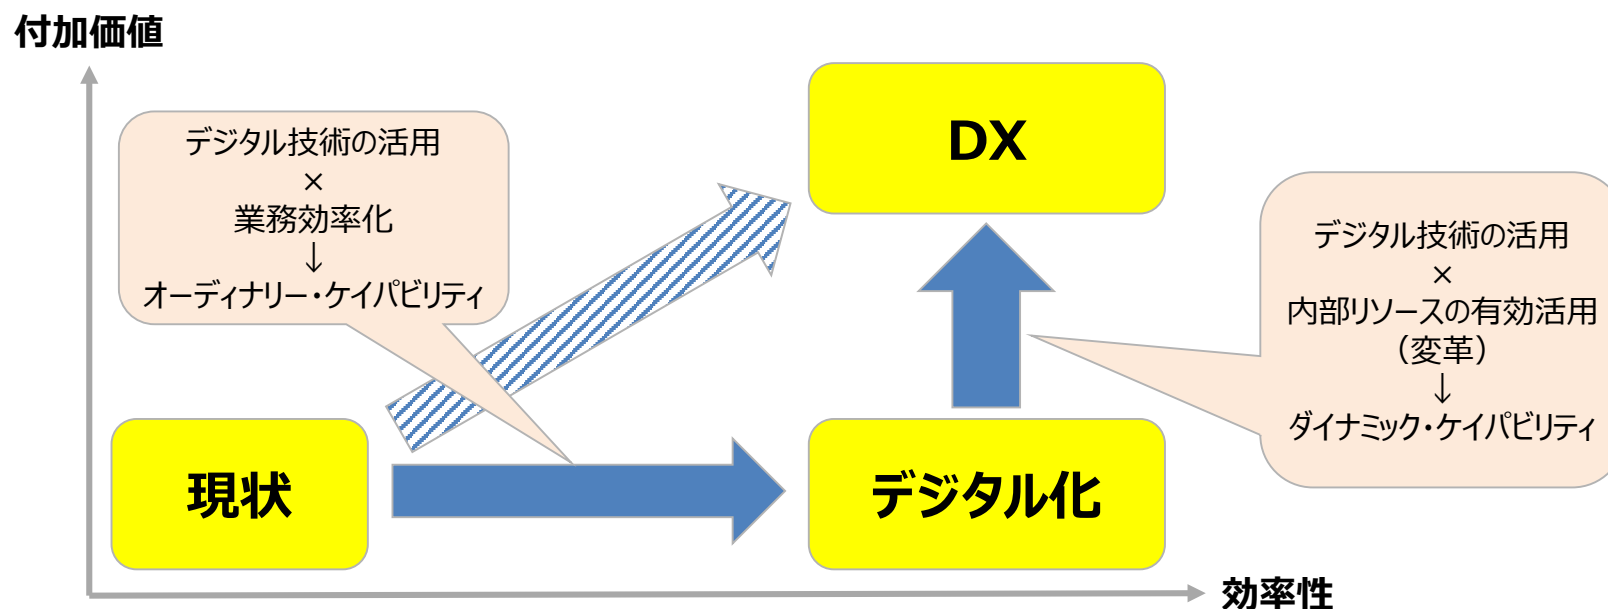 付加価値
デジタル技術の活用
×
業務効率化
↓
オーディナリー・ケイパビリティ
DX
デジタル技術の活用
×
内部リソースの有効活用
（変革）
↓
ダイナミック・ケイパビリティ
現状
デジタル化
効率性